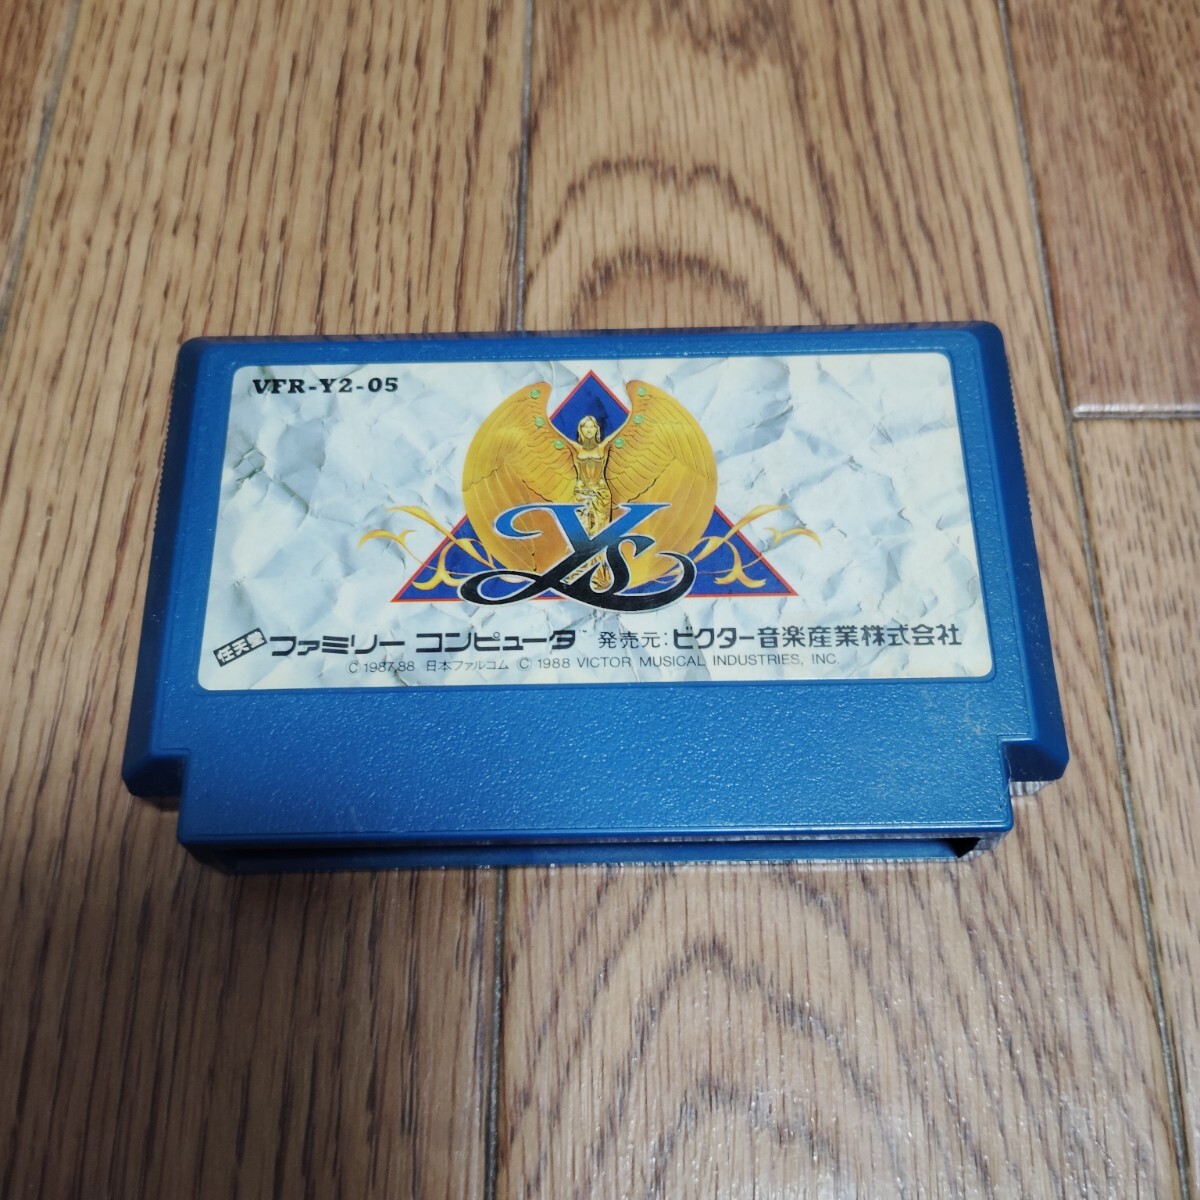 VFR-Y2-05
Ys
任天堂 ファミリー コンピュータ™ 発売元:ビクター音楽産業株式会社
C 1987,88 日本ファルコム C 1988 VICTOR MUSICAL INDUSTRIES, INC.